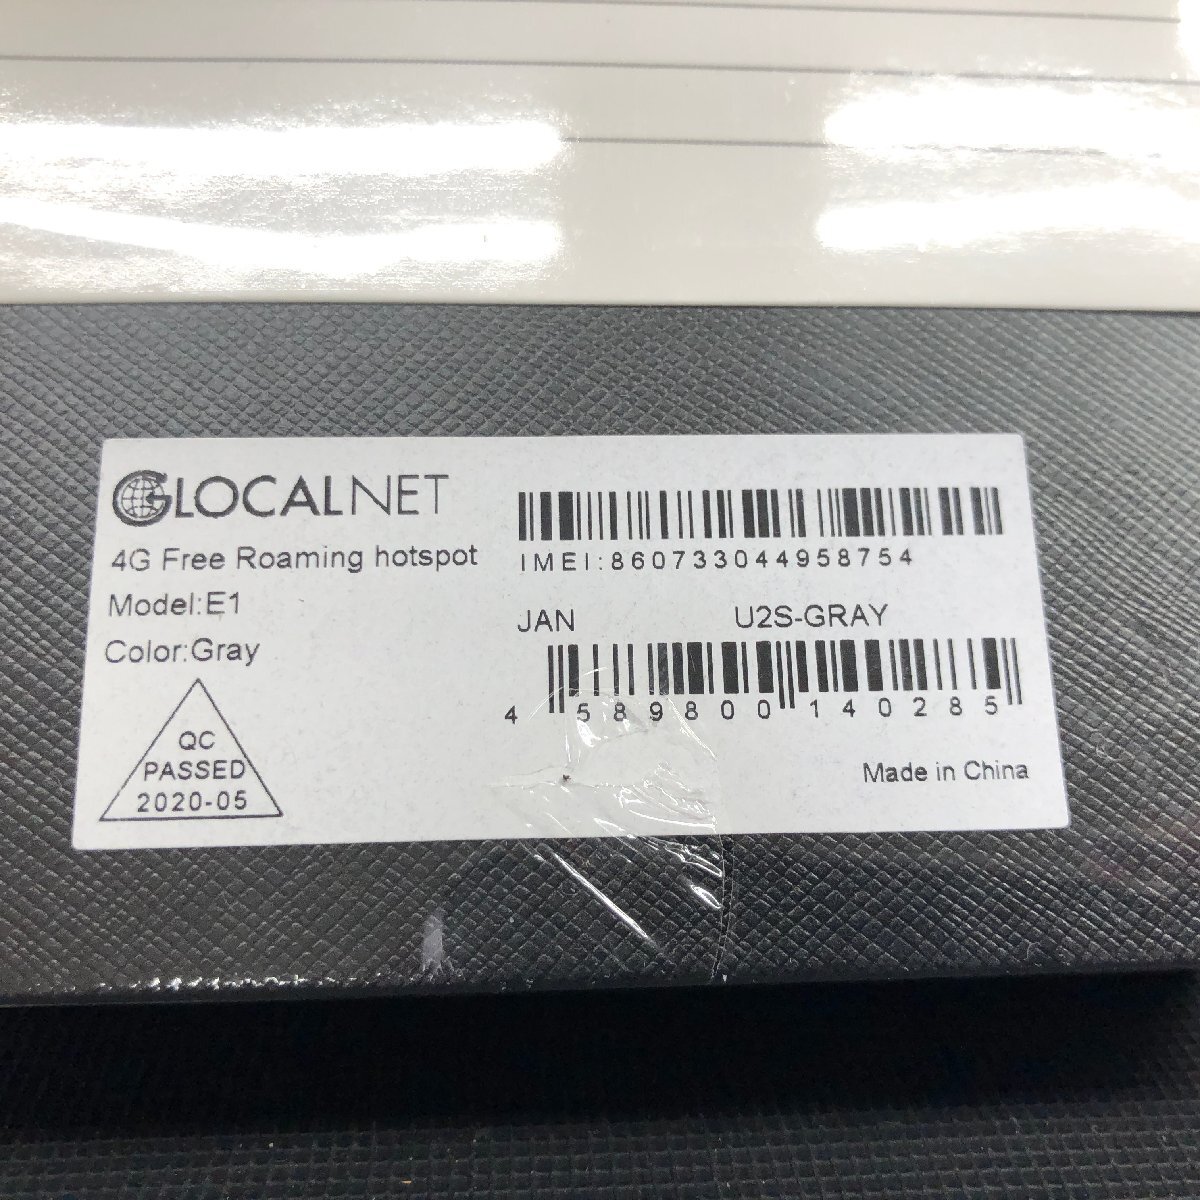 GLOCALNET
4G Free Roaming hotspot
Model:E1
Color:Gray
QC
PASSED
2020-05
IMEI:860733044958754
JAN U2S-GRAY
4 589800 140285
Made in China